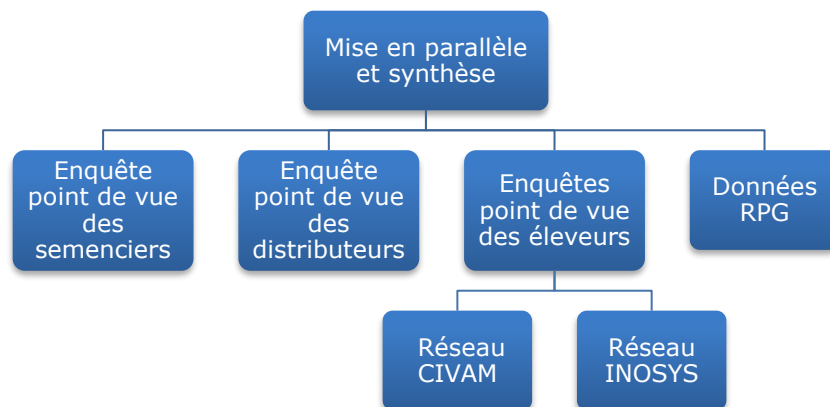 Mise en parallèle
et synthèse
Enquête
point de vue
des
semenciers
Enquête
point de vue
des
distributeurs
Enquêtes
point de vue
des éleveurs
Données
RPG
Réseau
CIVAM
Réseau
INOSYS